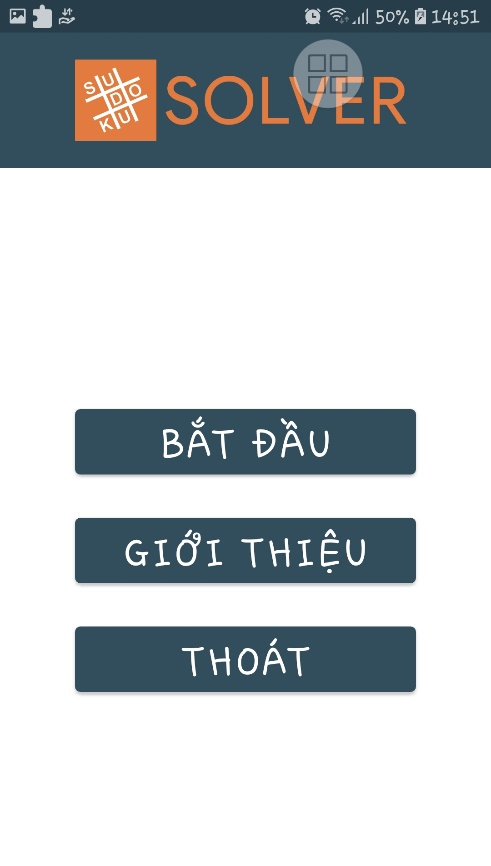 50% 14:51
SUDOKU SOLVER
BẮT ĐẦU
GIỚI THIỆU
THOÁT